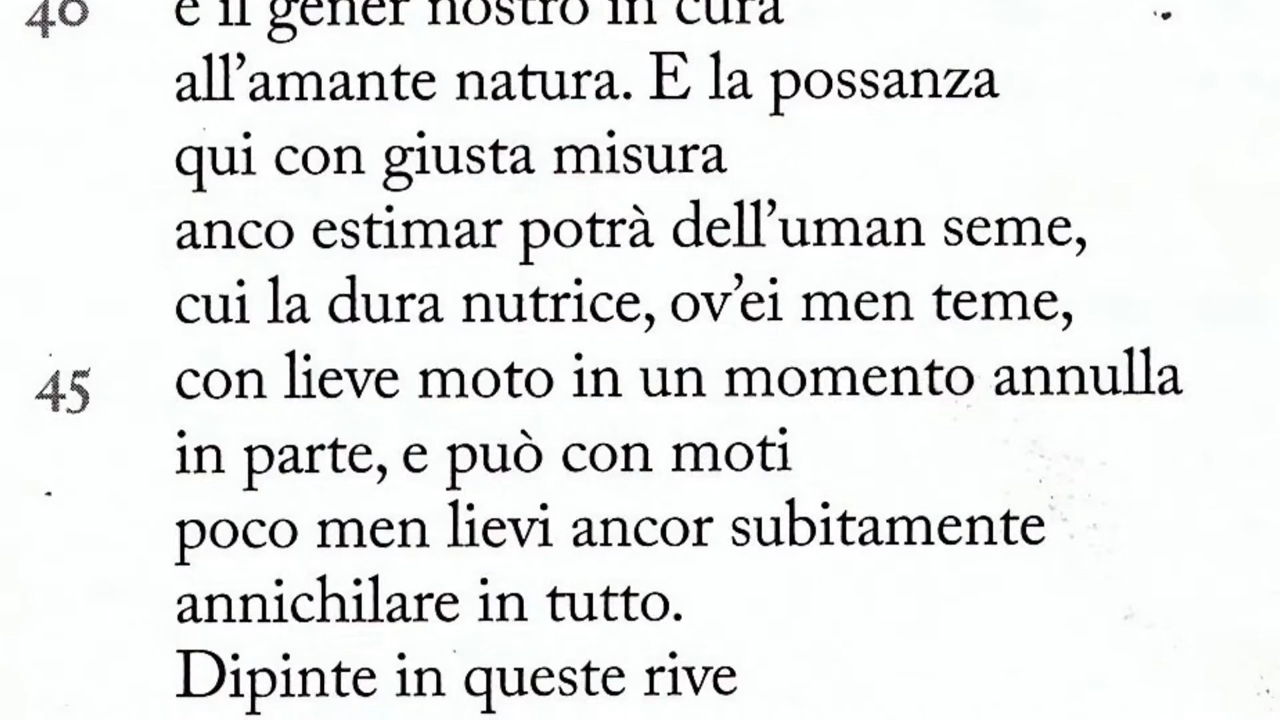 40 è il gener nostro in cura
all'amante natura. E la possanza
qui con giusta misura
anco estimar potrà dell'uman seme,
cui la dura nutrice, ov'ei men teme,
45 con lieve moto in un momento annulla
in parte, e può con moti
poco men lievi ancor subitamente
annichilare in tutto.
Dipinte in queste rive